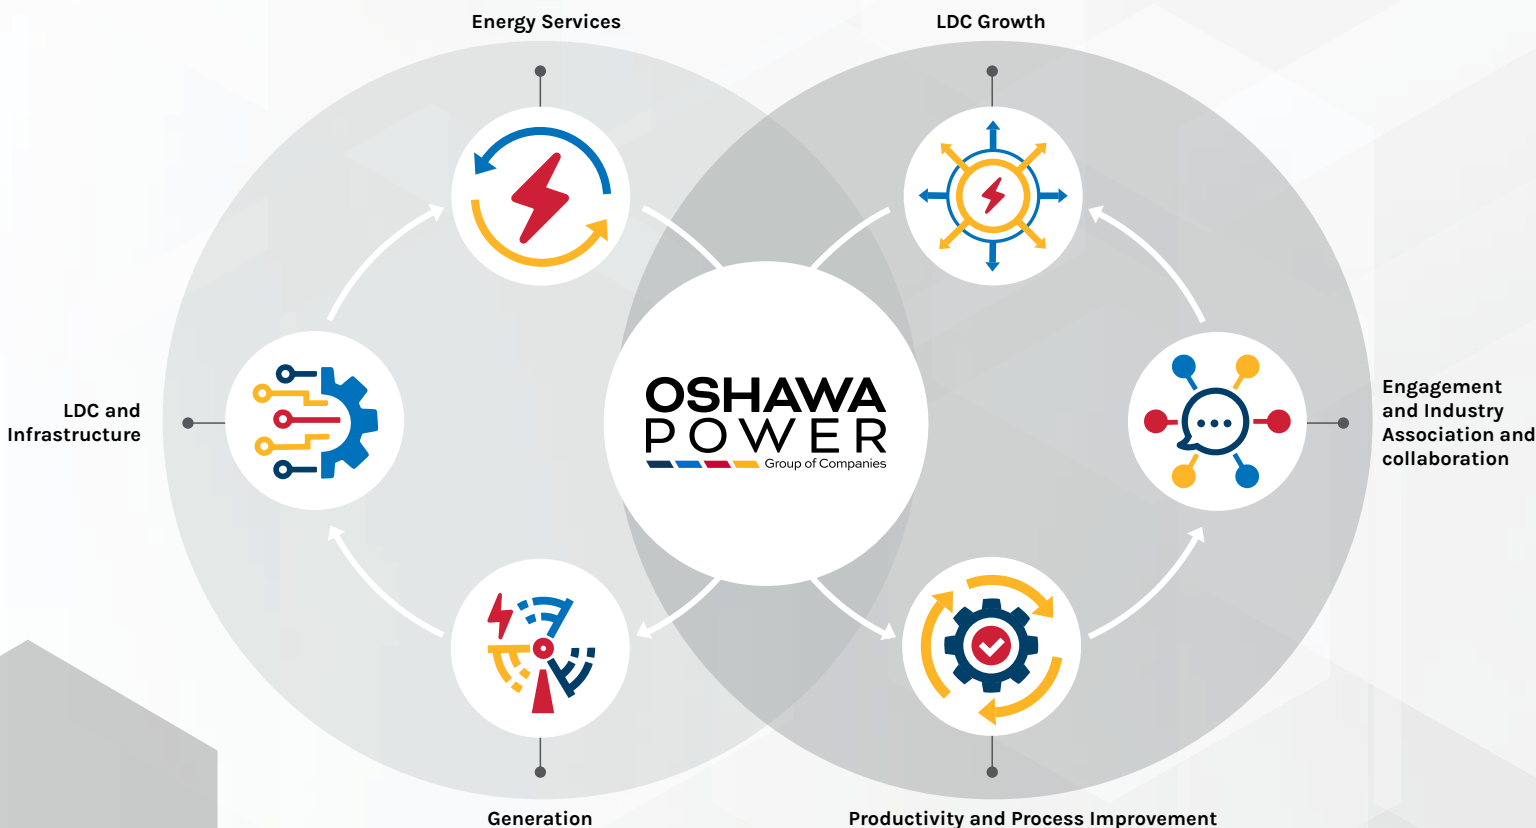 Energy Services
LDC Growth
LDC and
Infrastructure
OSHAWA
POWER
Group of Companies
Engagement
and Industry
Association and
collaboration
Generation
Productivity and Process Improvement